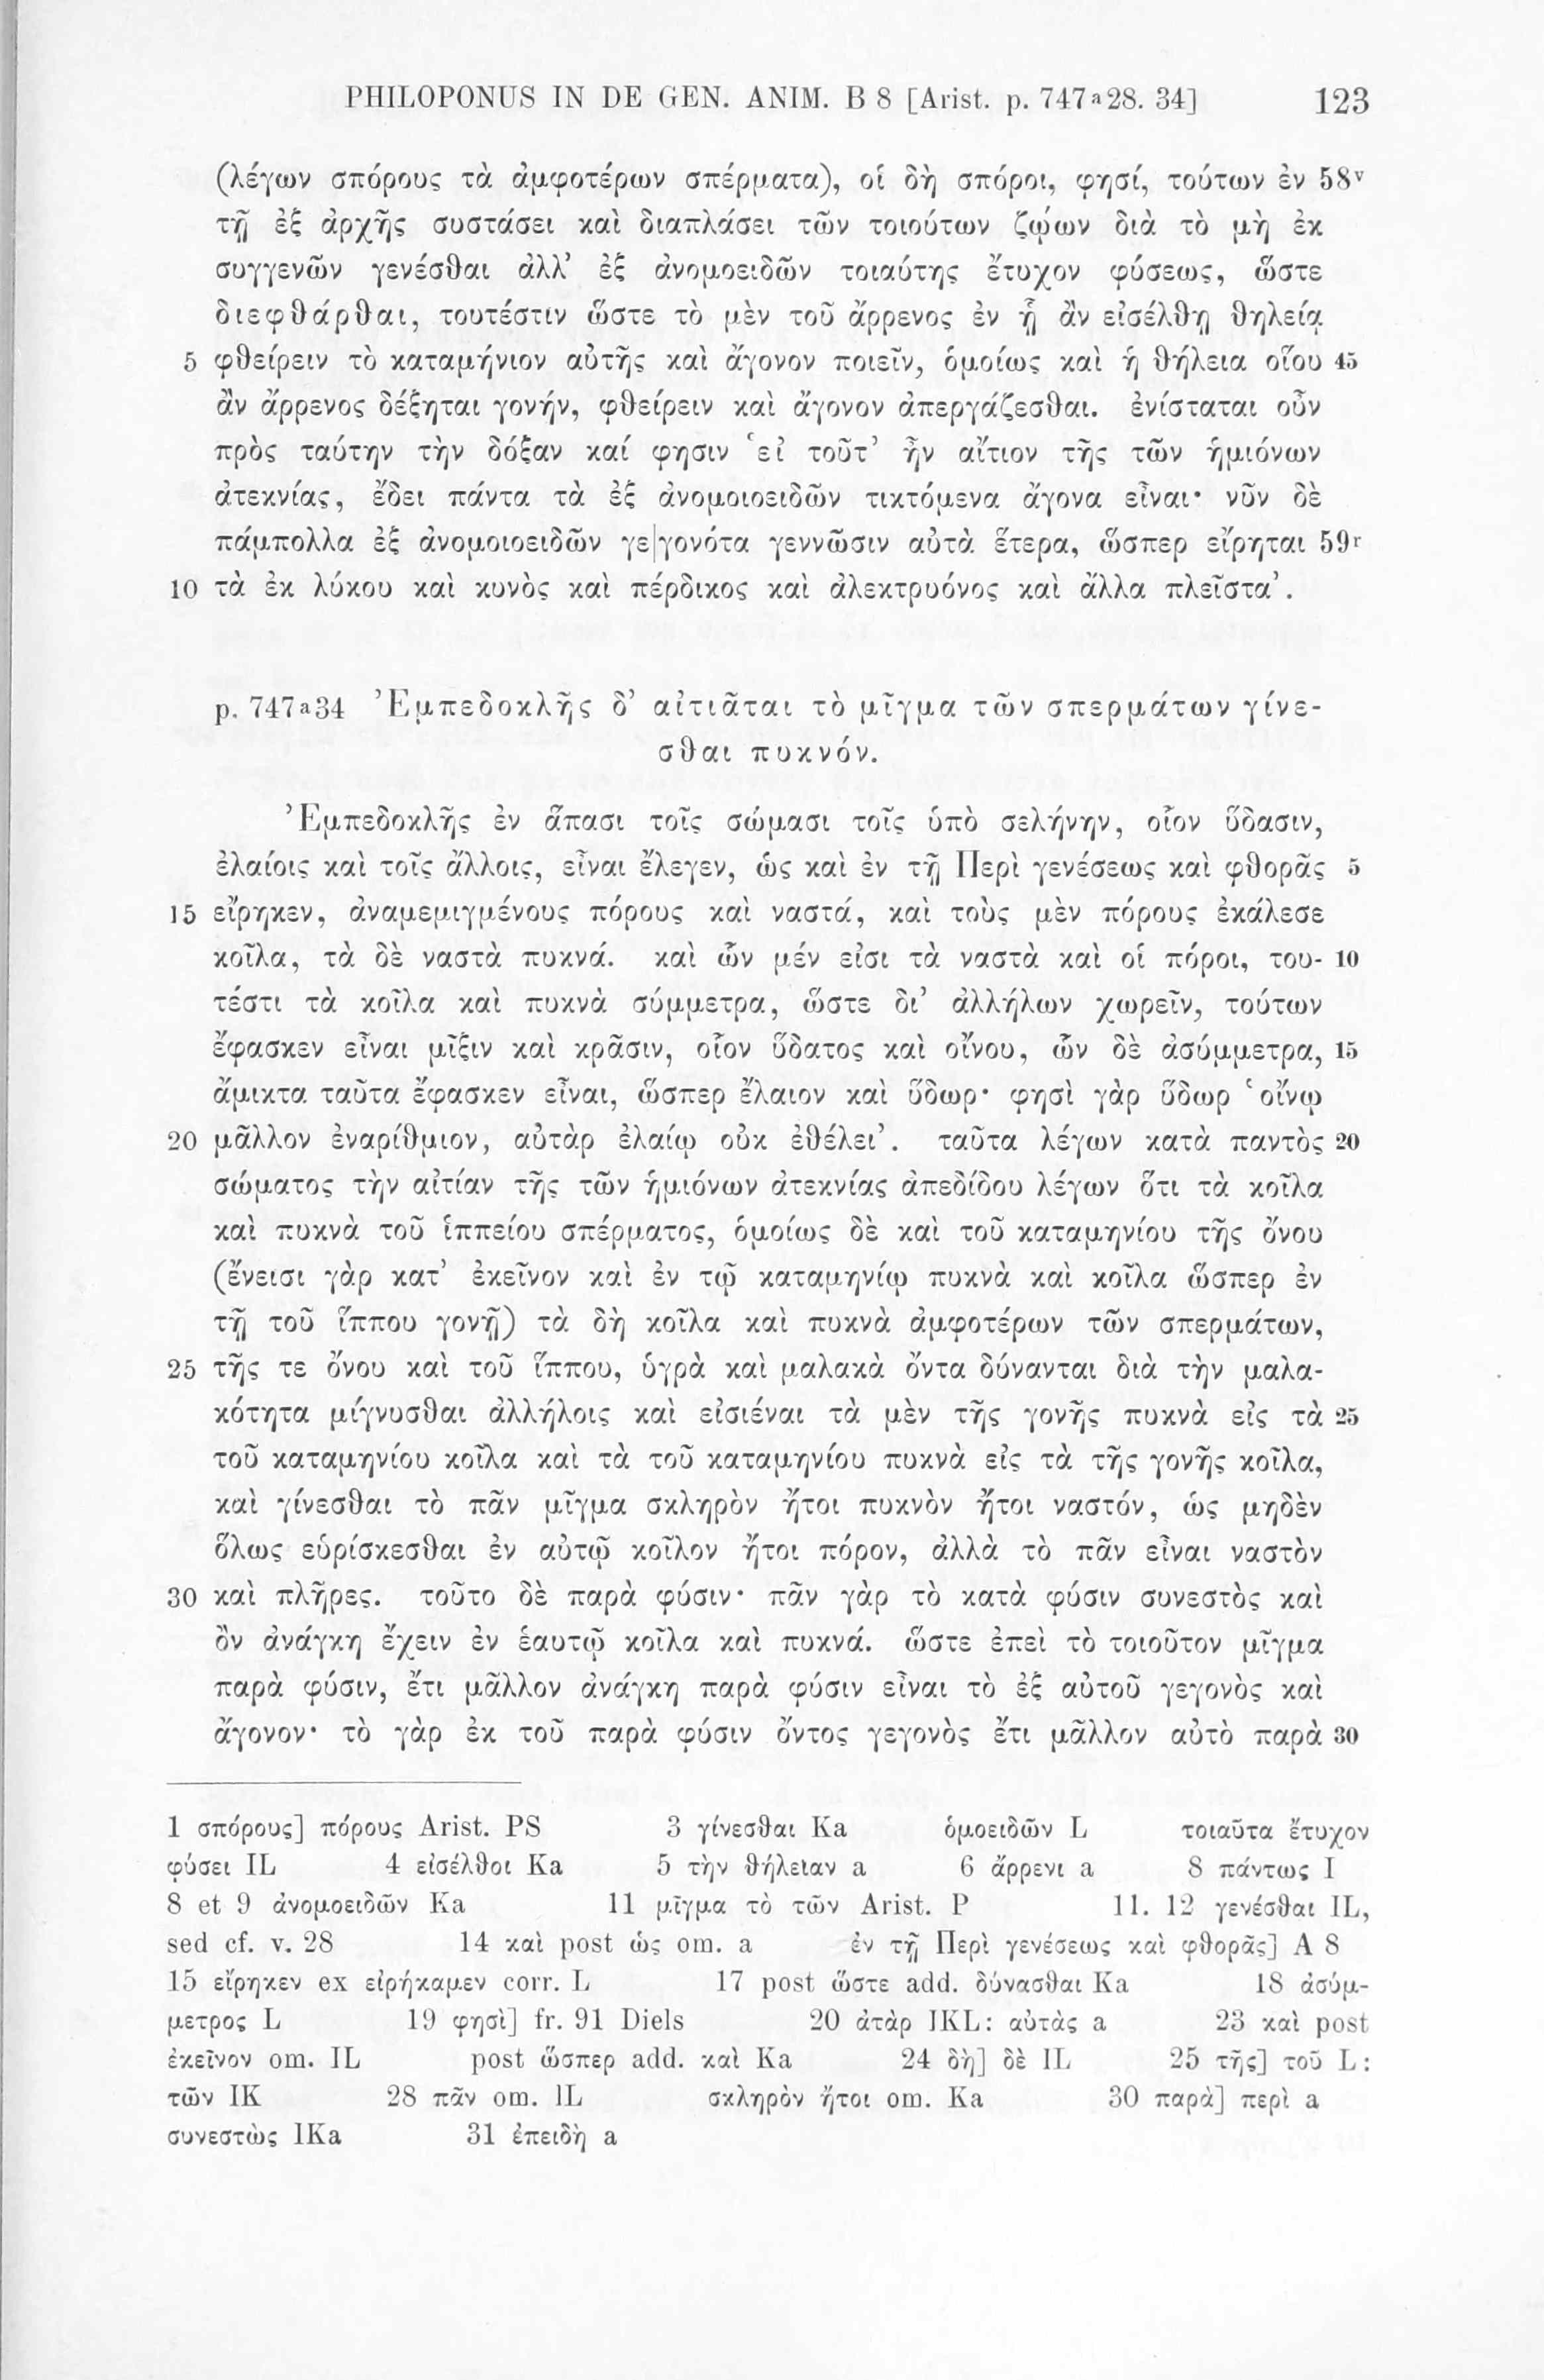 PHILOPONUS IN DE GEN. ANIM. B 8 [Arist. p. 747ª28. 34] 123
(λέγων σπόρους τὰ ἀμφοτέρων σπέρματα), οἱ δὴ σπόροι, φησί, τούτων ἐν 58ᵛ
τῇ ἐξ ἀρχῆς συστάσει καὶ διαπλάσει τῶν τοιούτων ζῴων διὰ τὸ μὴ ἐκ
συγγενῶν γενέσθαι ἀλλ’ ἐξ ἀνομοειδῶν τοιαύτης ἔτυχον φύσεως, ὥστε
διεφθάρθαι, τουτέστιν ὥστε τὸ μὲν τοῦ ἄρρενος ἐν ᾗ ἂν εἰσέλθῃ θηλείᾳ
5 φθείρειν τὸ καταμήνιον αὐτῆς καὶ ἄγονον ποιεῖν, ὁμοίως καὶ ἡ θήλεια οἵου 45
ἂν ἄρρενος δέξηται γονήν, φθείρειν καὶ ἄγονον ἀπεργάζεσθαι. ἐνίσταται οὖν
πρὸς ταύτην τὴν δόξαν καί φησιν ‘εἰ τοῦτ’ ἦν αἴτιον τῆς τῶν ἡμιόνων
ἀτεκνίας, ἔδει πάντα τὰ ἐξ ἀνομοιοειδῶν τικτόμενα ἄγονα εἶναι· νῦν δὲ
πάμπολλα ἐξ ἀνομοιοειδῶν γε|γονότα γεννῶσιν αὐτὰ ἕτερα, ὥσπερ εἴρηται 59ʳ
10 τὰ ἐκ λύκου καὶ κυνὸς καὶ πέρδικος καὶ ἀλεκτρυόνος καὶ ἄλλα πλεῖστα’.
p. 747ª34 Ἐμπεδοκλῆς δ’ αἰτιᾶται τὸ μῖγμα τῶν σπερμάτων γίνε-
σθαι πυκνόν.
Ἐμπεδοκλῆς ἐν ἅπασι τοῖς σώμασι τοῖς ὑπὸ σελήνην, οἷον ὕδασιν,
ἐλαίοις καὶ τοῖς ἄλλοις, εἶναι ἔλεγεν, ὡς καὶ ἐν τῇ Περὶ γενέσεως καὶ φθορᾶς 5
15 εἴρηκεν, ἀναμεμιγμένους πόρους καὶ ναστά, καὶ τοὺς μὲν πόρους ἐκάλεσε
κοῖλα, τὰ δὲ ναστὰ πυκνά. καὶ ὧν μέν εἰσι τὰ ναστὰ καὶ οἱ πόροι, του- 10
τέστι τὰ κοῖλα καὶ πυκνὰ σύμμετρα, ὥστε δι’ ἀλλήλων χωρεῖν, τούτων
ἔφασκεν εἶναι μῖξιν καὶ κρᾶσιν, οἷον ὕδατος καὶ οἴνου, ὧν δὲ ἀσύμμετρα, 15
ἄμικτα ταῦτα ἔφασκεν εἶναι, ὥσπερ ἔλαιον καὶ ὕδωρ· φησὶ γὰρ ὕδωρ ‘οἴνῳ
20 μᾶλλον ἐναρίθμιον, αὐτὰρ ἐλαίῳ οὐκ ἐθέλει’. ταῦτα λέγων κατὰ παντὸς 20
σώματος τὴν αἰτίαν τῆς τῶν ἡμιόνων ἀτεκνίας ἀπεδίδου λέγων ὅτι τὰ κοῖλα
καὶ πυκνὰ τοῦ ἱππείου σπέρματος, ὁμοίως δὲ καὶ τοῦ καταμηνίου τῆς ὄνου
(ἔνεισι γὰρ κατ’ ἐκεῖνον καὶ ἐν τῷ καταμηνίῳ πυκνὰ καὶ κοῖλα ὥσπερ ἐν
τῇ τοῦ ἵππου γονῇ) τὰ δὴ κοῖλα καὶ πυκνὰ ἀμφοτέρων τῶν σπερμάτων,
25 τῆς τε ὄνου καὶ τοῦ ἵππου, ὑγρὰ καὶ μαλακὰ ὄντα δύνανται διὰ τὴν μαλα-
κότητα μίγνυσθαι ἀλλήλοις καὶ εἰσιέναι τὰ μὲν τῆς γονῆς πυκνὰ εἰς τὰ 25
τοῦ καταμηνίου κοῖλα καὶ τὰ τοῦ καταμηνίου πυκνὰ εἰς τὰ τῆς γονῆς κοῖλα,
καὶ γίνεσθαι τὸ πᾶν μῖγμα σκληρὸν ἤτοι πυκνὸν ἤτοι ναστόν, ὡς μηδὲν
ὅλως εὑρίσκεσθαι ἐν αὐτῷ κοῖλον ἤτοι πόρον, ἀλλὰ τὸ πᾶν εἶναι ναστὸν
30 καὶ πλῆρες. τοῦτο δὲ παρὰ φύσιν· πᾶν γὰρ τὸ κατὰ φύσιν συνεστὸς καὶ
ὂν ἀνάγκη ἔχειν ἐν ἑαυτῷ κοῖλα καὶ πυκνά. ὥστε ἐπεὶ τὸ τοιοῦτον μῖγμα
παρὰ φύσιν, ἔτι μᾶλλον ἀνάγκη παρὰ φύσιν εἶναι τὸ ἐξ αὐτοῦ γεγονὸς καὶ
ἄγονον· τὸ γὰρ ἐκ τοῦ παρὰ φύσιν ὄντος γεγονὸς ἔτι μᾶλλον αὐτὸ παρὰ 30
1 σπόρους] πόρους Arist. PS 3 γίνεσθαι Ka ὁμοειδῶν L τοιαῦτα ἔτυχον
φύσει IL 4 εἰσέλθοι Ka 5 τὴν θήλειαν a 6 ἄρρενι a 8 πάντως I
8 et 9 ἀνομοειδῶν Ka 11 μῖγμα τὸ τῶν Arist. P 11. 12 γενέσθαι IL,
sed cf. v. 28 14 καὶ post ὡς om. a ἐν τῇ Περὶ γενέσεως καὶ φθορᾶς] A 8
15 εἴρηκεν ex εἰρήκαμεν corr. L 17 post ὥστε add. δύνασθαι Ka 18 ἀσύμ-
μετρος L 19 φησὶ] fr. 91 Diels 20 ἀτὰρ IKL: αὐτὰς a 23 καὶ post
ἐκεῖνον om. IL post ὥσπερ add. καὶ Ka 24 δὴ] δὲ IL 25 τῆς] τοῦ L:
τῶν IK 28 πᾶν om. IL σκληρὸν ἤτοι om. Ka 30 παρὰ] περὶ a
συνεστὼς IKa 31 ἐπειδὴ a